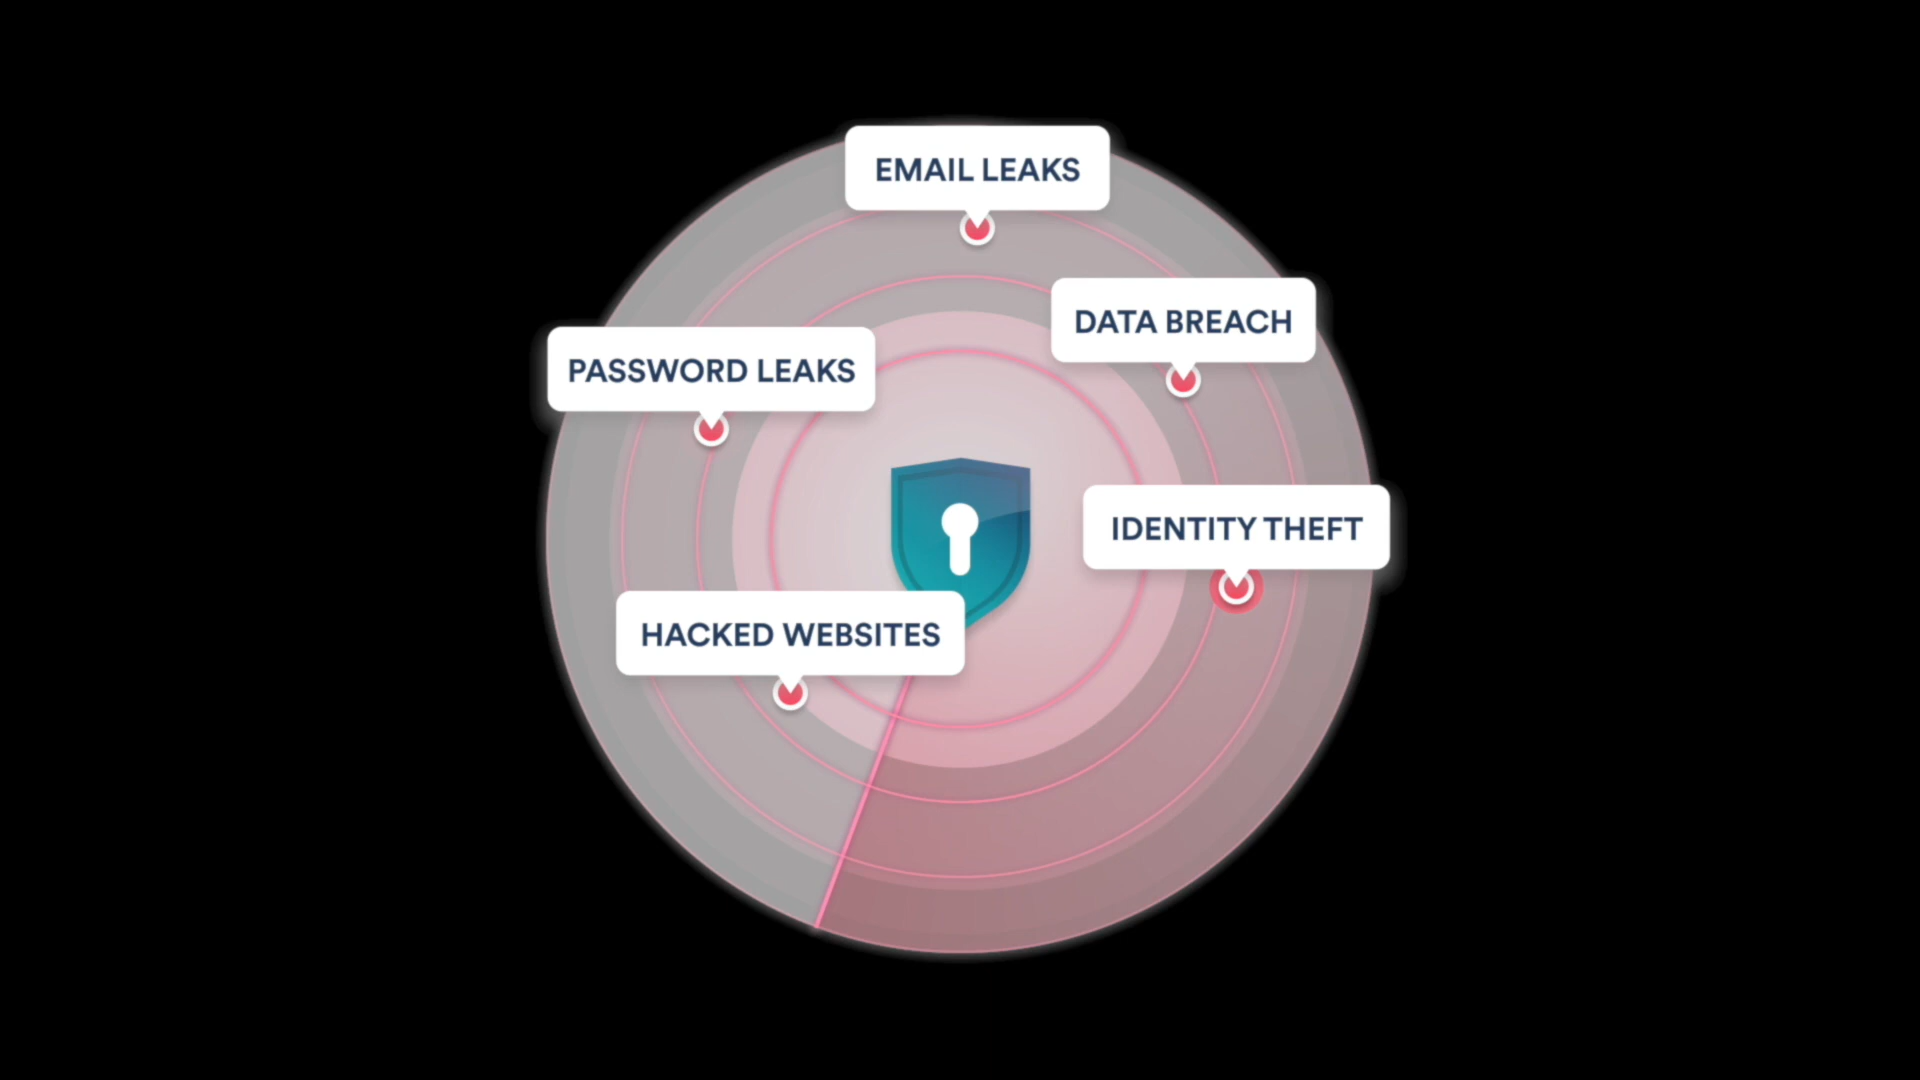 EMAIL LEAKS
DATA BREACH
PASSWORD LEAKS
IDENTITY THEFT
HACKED WEBSITES